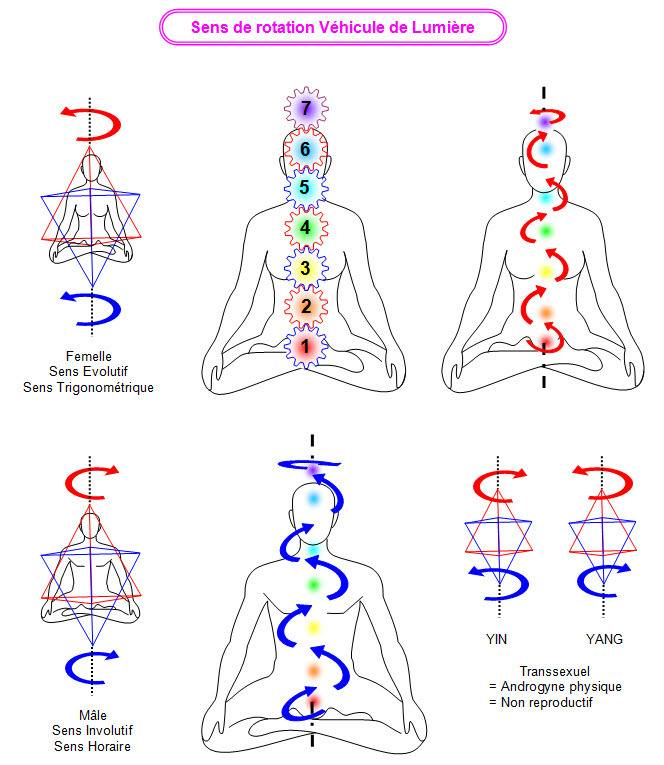 Sens de rotation Véhicule de Lumière
7
6
5
4
3
2
1
Femelle
Sens Evolutif
Sens Trigonométrique
Mâle
Sens Involutif
Sens Horaire
YIN
YANG
Transsexuel
= Androgyne physique
= Non reproductif